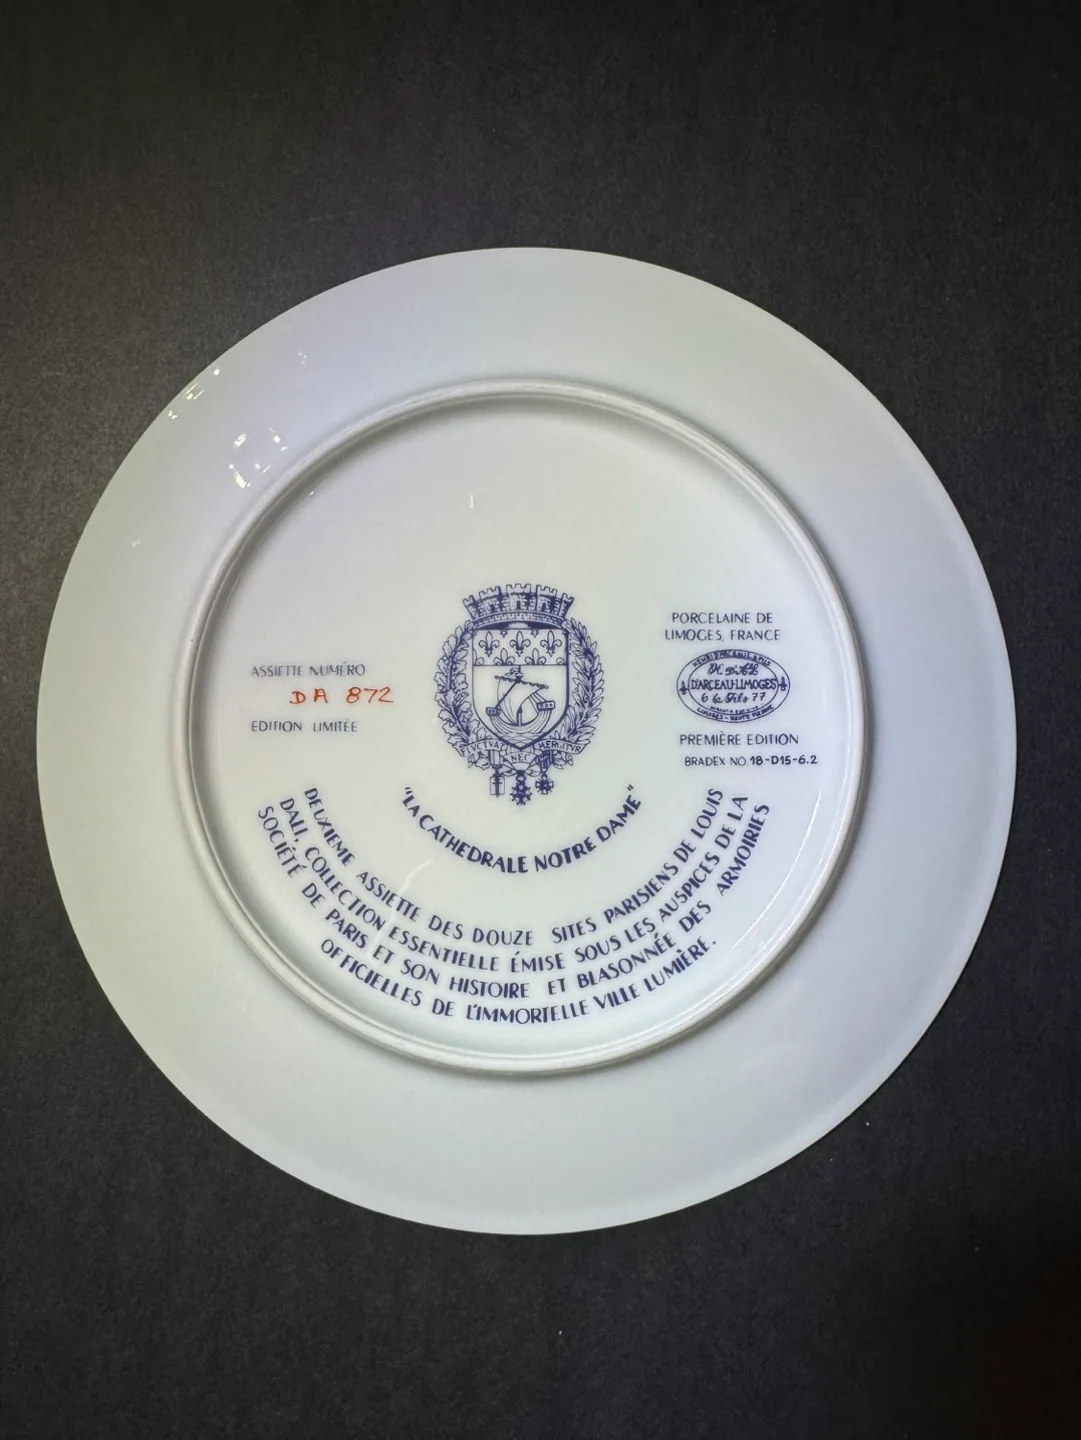 ASSIETTE NUMÉRO
DA 872
EDITION LIMITÉE
FLUCTUAT NEC MERGITUR
PORCELAINE DE
LIMOGES, FRANCE
D'ARCEAU-LIMOGES
& Fils 77
PREMIÈRE EDITION
BRADEX NO. 18-D15-6.2
"LA CATHEDRALE NOTRE DAME"
DEUXIEME ASSIETTE DES DOUZE SITES PARISIENS DE LOUIS
DALI, COLLECTION ESSENTIELLE ÉMISE SOUS LES AUSPICES DE LA
SOCIÉTÉ DE PARIS ET SON HISTOIRE ET BLASONNÉE DES ARMOIRIES
OFFICIELLES DE L'IMMORTELLE VILLE LUMIÈRE.